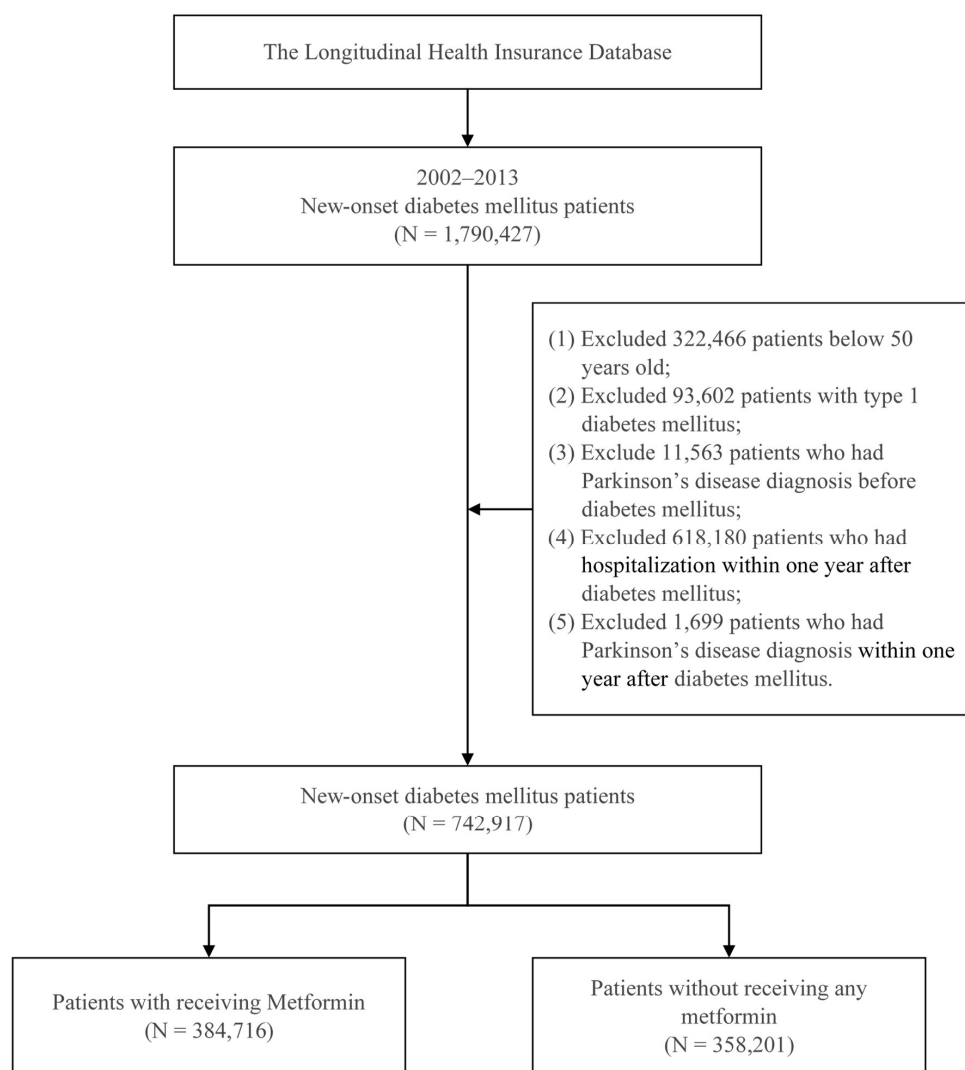 The Longitudinal Health Insurance Database
2002–2013
New-onset diabetes mellitus patients
(N = 1,790,427)
(1) Excluded 322,466 patients below 50
years old;
(2) Excluded 93,602 patients with type 1
diabetes mellitus;
(3) Exclude 11,563 patients who had
Parkinson’s disease diagnosis before
diabetes mellitus;
(4) Excluded 618,180 patients who had
hospitalization within one year after
diabetes mellitus;
(5) Excluded 1,699 patients who had
Parkinson’s disease diagnosis within one
year after diabetes mellitus.
New-onset diabetes mellitus patients
(N = 742,917)
Patients with receiving Metformin
(N = 384,716)
Patients without receiving any
metformin
(N = 358,201)